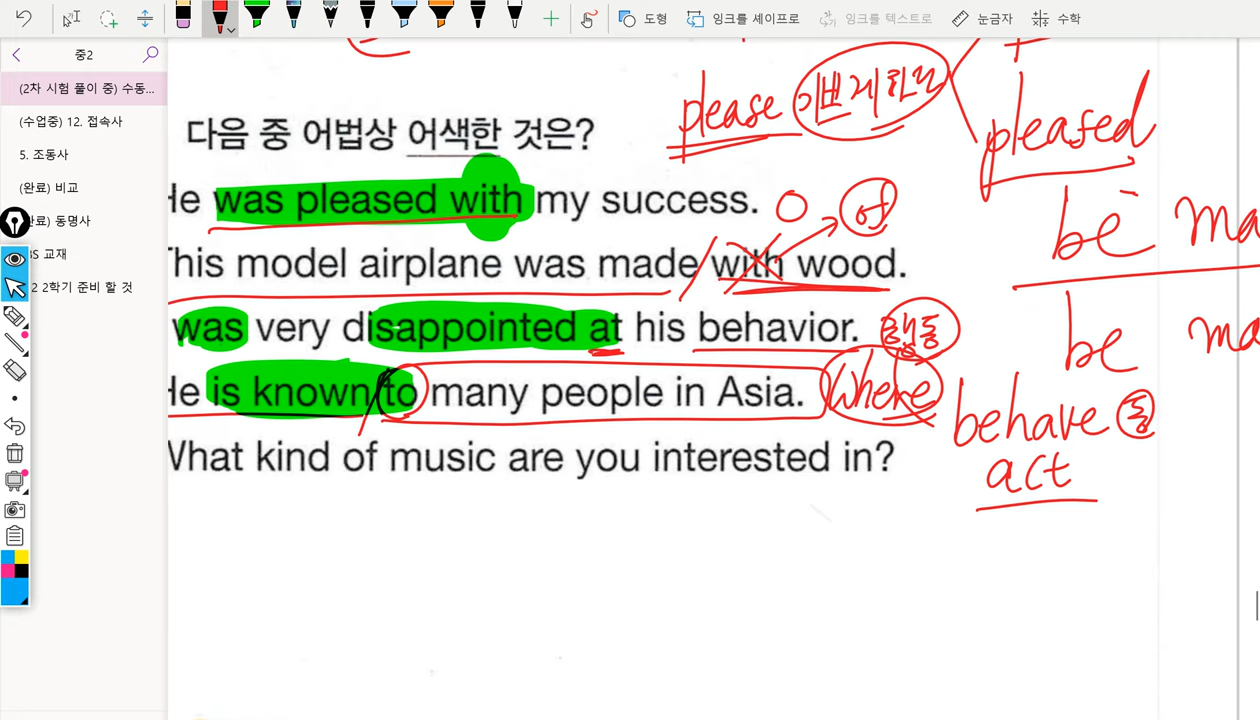 도형
잉크를 셰이프로
잉크를 텍스트로
눈금자
수학
중2
(2차 시험 풀이 중) 수동...
(수업중) 12. 접속사
5. 조동사
(완료) 비교
완료) 동명사
BS 교재
2 2학기 준비 할 것
please 기쁘게하다
pleased
다음 중 어법상 어색한 것은?
He was pleased with my success. O of
be ma
This model airplane was made with wood.
was very disappointed at his behavior. 행동
be ma
He is known to many people in Asia. where
behave 동
act
What kind of music are you interested in?